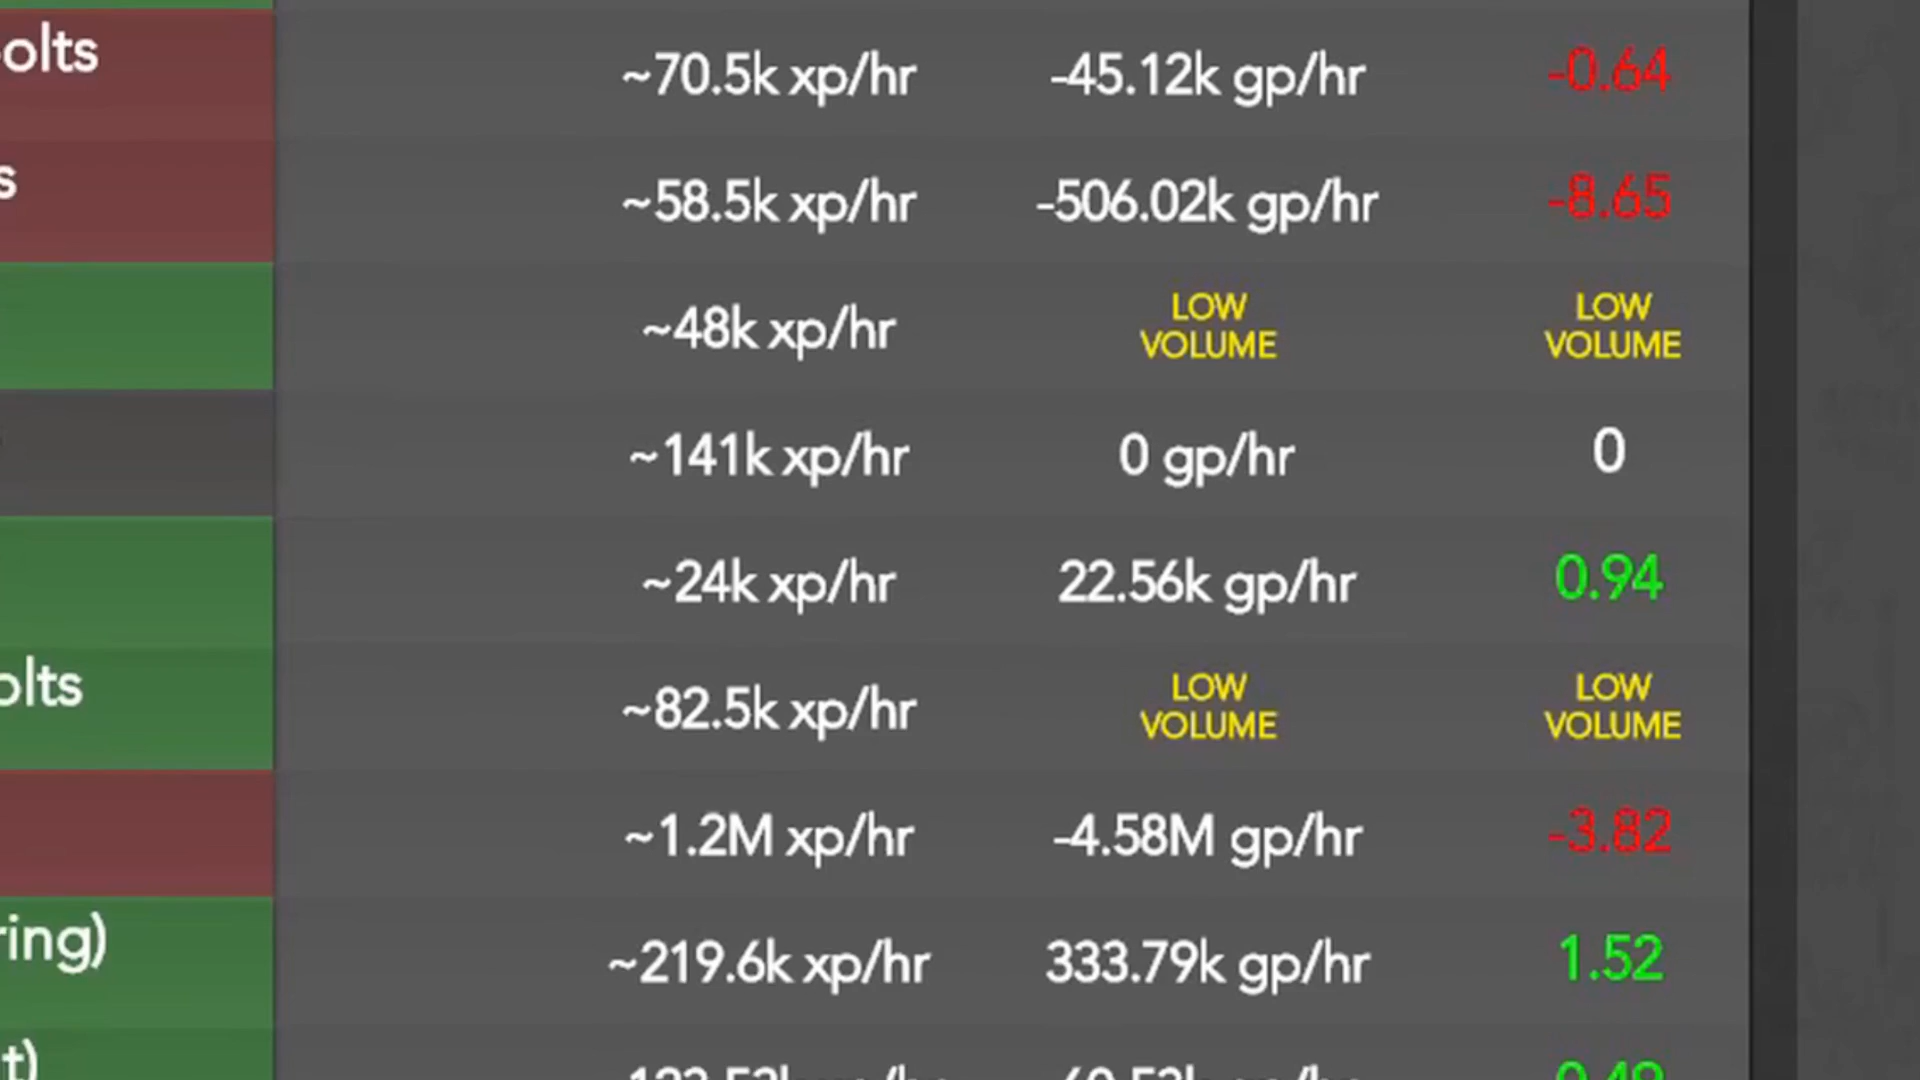 olts ~70.5k xp/hr -45.12k gp/hr -0.64
s ~58.5k xp/hr -506.02k gp/hr -8.65
~48k xp/hr LOW VOLUME LOW VOLUME
~141k xp/hr 0 gp/hr 0
~24k xp/hr 22.56k gp/hr 0.94
olts ~82.5k xp/hr LOW VOLUME LOW VOLUME
~1.2M xp/hr -4.58M gp/hr -3.82
ring) ~219.6k xp/hr 333.79k gp/hr 1.52
t)